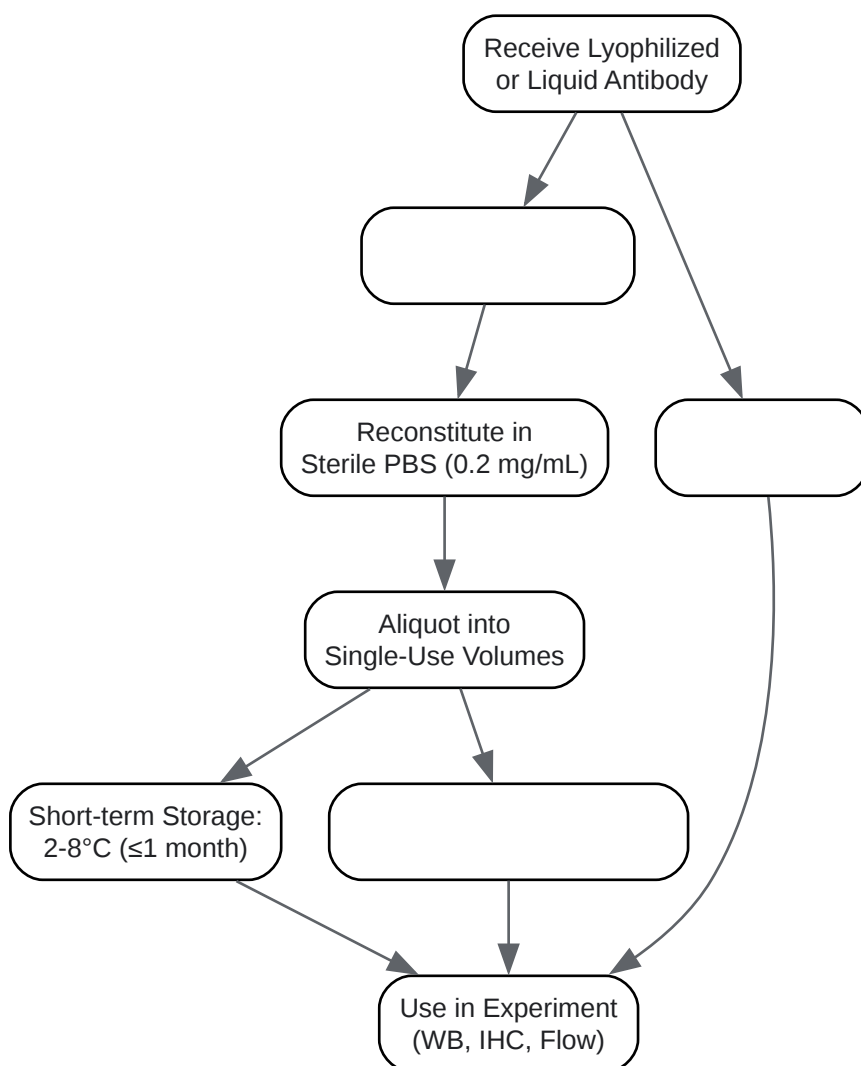 Receive Lyophilized
or Liquid Antibody
Reconstitute in
Sterile PBS (0.2 mg/mL)
Aliquot into
Single-Use Volumes
Short-term Storage:
2-8°C (≤1 month)
Use in Experiment
(WB, IHC, Flow)